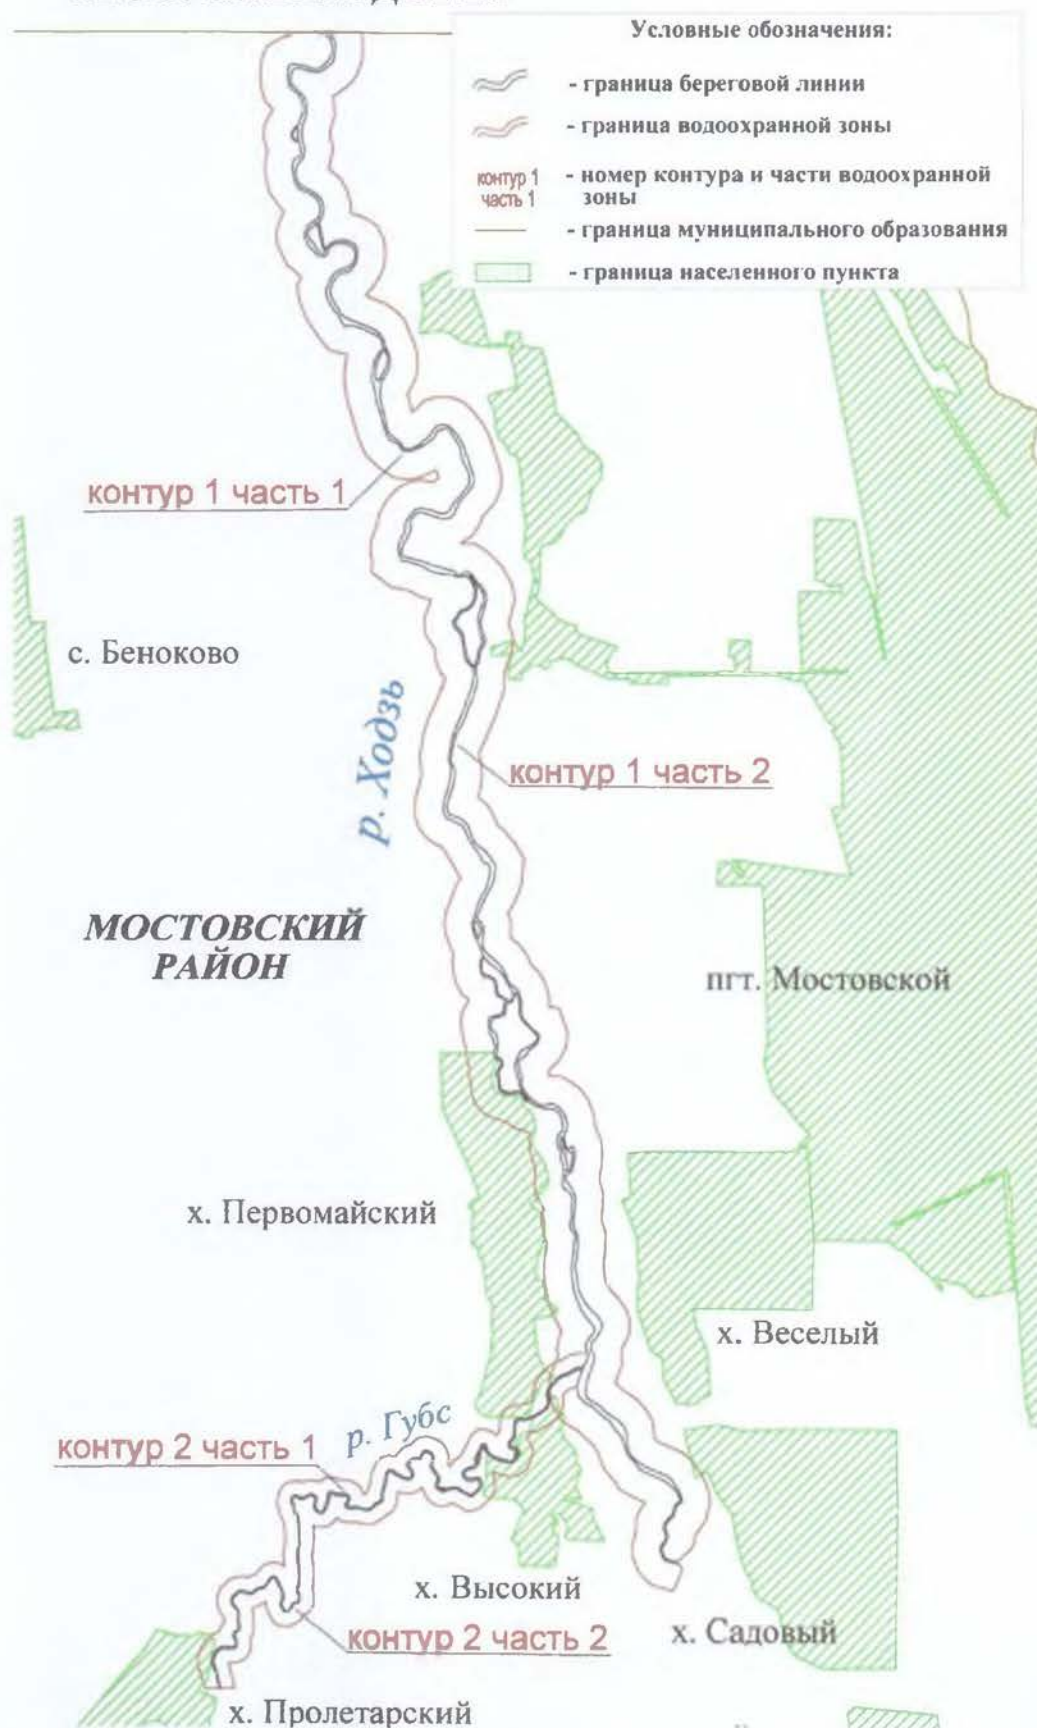 Условные обозначения:
- граница береговой линии
- граница водоохранной зоны
контур 1
часть 1
- номер контура и части водоохранной
зоны
- граница муниципального образования
- граница населенного пункта
контур 1 часть 1
с. Беноково
р. Ходзь
контур 1 часть 2
МОСТОВСКИЙ
РАЙОН
пгт. Мостовской
х. Первомайский
х. Веселый
р. Губс
контур 2 часть 1
х. Высокий
контур 2 часть 2
х. Садовый
х. Пролетарский